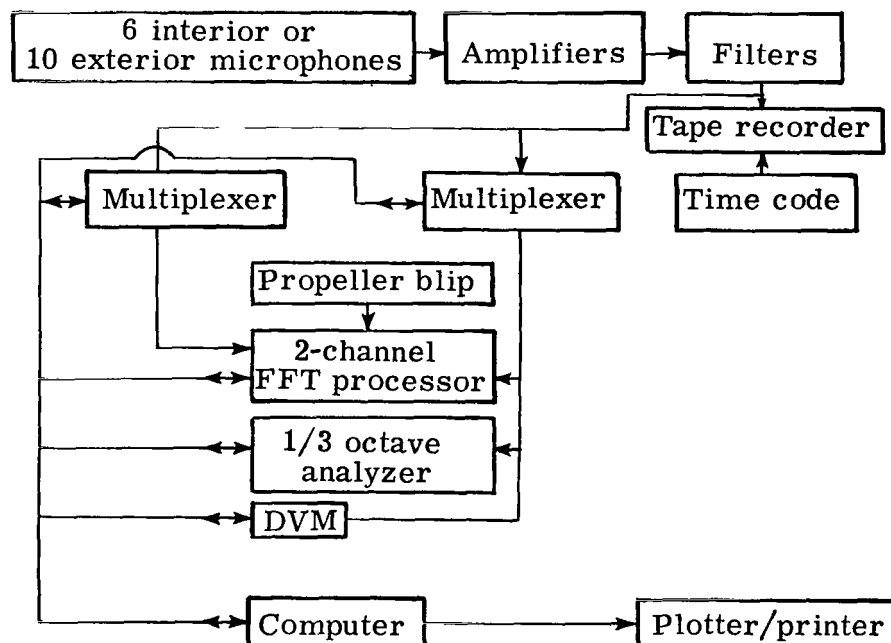 6 interior or
10 exterior microphones
Amplifiers
Filters
Tape recorder
Time code
Multiplexer
Multiplexer
Propeller blip
2-channel
FFT processor
1/3 octave
analyzer
DVM
Computer
Plotter/printer